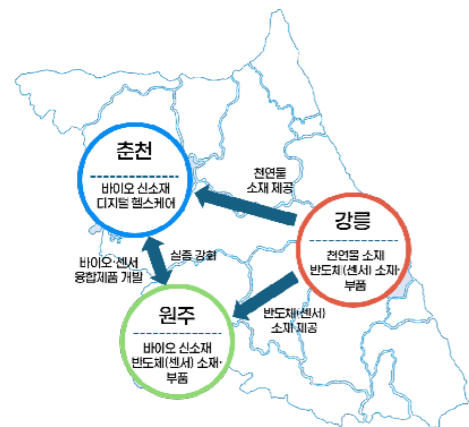 춘천
바이오 신소재
디지털 헬스케어
천연물
소재 제공
강릉
천연물 소재
반도체(센서) 소재·
부품
바이오·센서
융합제품 개발
실증 강화
원주
바이오 신소재
반도체(센서) 소재·
부품
반도체(센서)
소재 제공